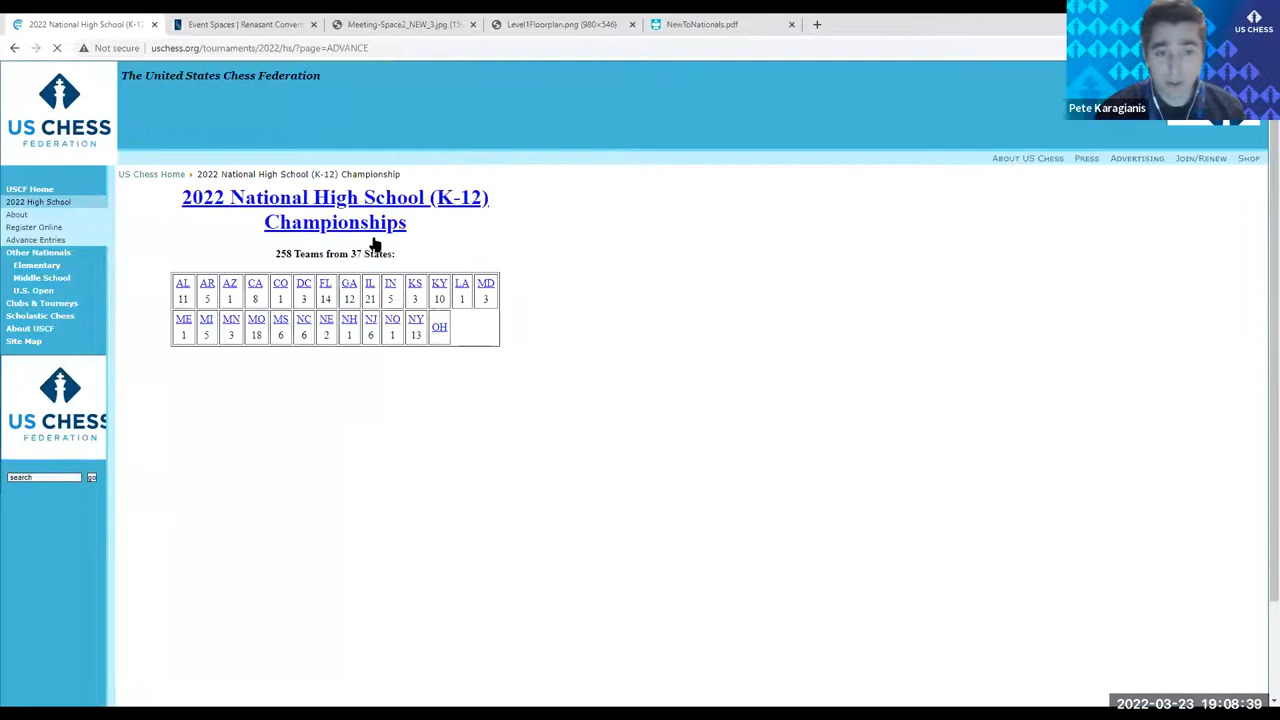 2022 National High School (K-1
Event Spaces | Renasant Conven
Meeting-Space2_NEW_3.jpg (15
Level1Floorplan.png (980×546)
NewToNationals.pdf
Not secure
uschess.org/tournaments/2022/hs/?page=ADVANCE
US CHESS
Pete Karagianis
The United States Chess Federation
US CHESS
FEDERATION
About US Chess Press Advertising Join/Renew Shop
US Chess Home 2022 National High School (K-12) Championship
USCF Home
2022 High School
About
Register Online
Advance Entries
Other Nationals
Elementary
Middle School
U.S. Open
Clubs & Tourneys
Scholastic Chess
About USCF
Site Map
US CHESS
FEDERATION
search go
2022 National High School (K-12)
Championships
258 Teams from 37 States:
AL AR AZ CA CO DC FL GA IL IN KS KY LA MD
11 5 1 8 1 3 14 12 21 5 3 10 1 3
ME MI MN MO MS NC NE NH NJ NO NY OH
1 5 3 18 6 6 2 1 6 1 13
2022-03-23 19:08:39